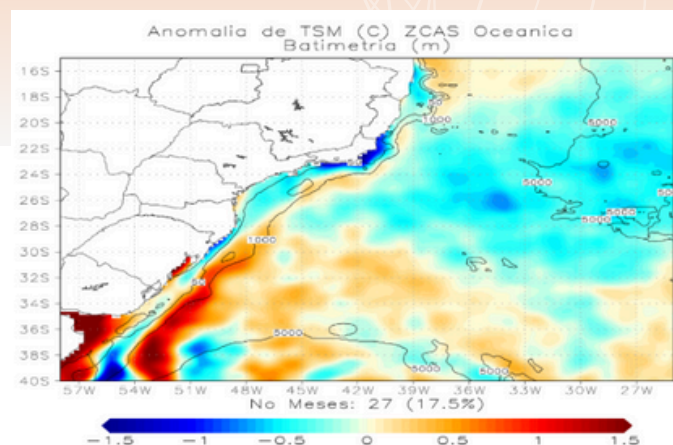 Anomalia de TSM (C) ZCAS Oceanica
Batimetria (m)
16S
18S
20S
22S
24S
26S
28S
30S
32S
34S
36S
38S
40S
1000
5000
5000
5000
5000
1000
5000
5000
57W 54W 51W 48W 45W 42W 39W 36W 33W 30W 27W
No Meses: 27 (17.5%)
-1.5 -1 -0.5 0 0.5 1 1.5